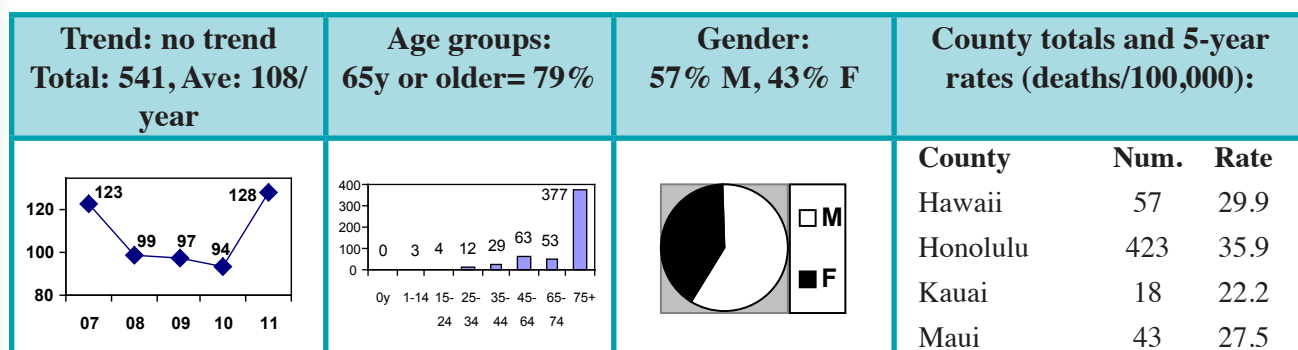 Trend: no trend
Total: 541, Ave: 108/
year
Age groups:
65y or older= 79%
Gender:
57% M, 43% F
County totals and 5-year
rates (deaths/100,000):
120
100
80
123
99
97
94
128
07 08 09 10 11
400
300
200
100
0
0 3 4 12 29 63 53 377
0y 1-14 15- 25- 35- 45- 65- 75+
24 34 44 64 74
M
F
County Num. Rate
Hawaii 57 29.9
Honolulu 423 35.9
Kauai 18 22.2
Maui 43 27.5